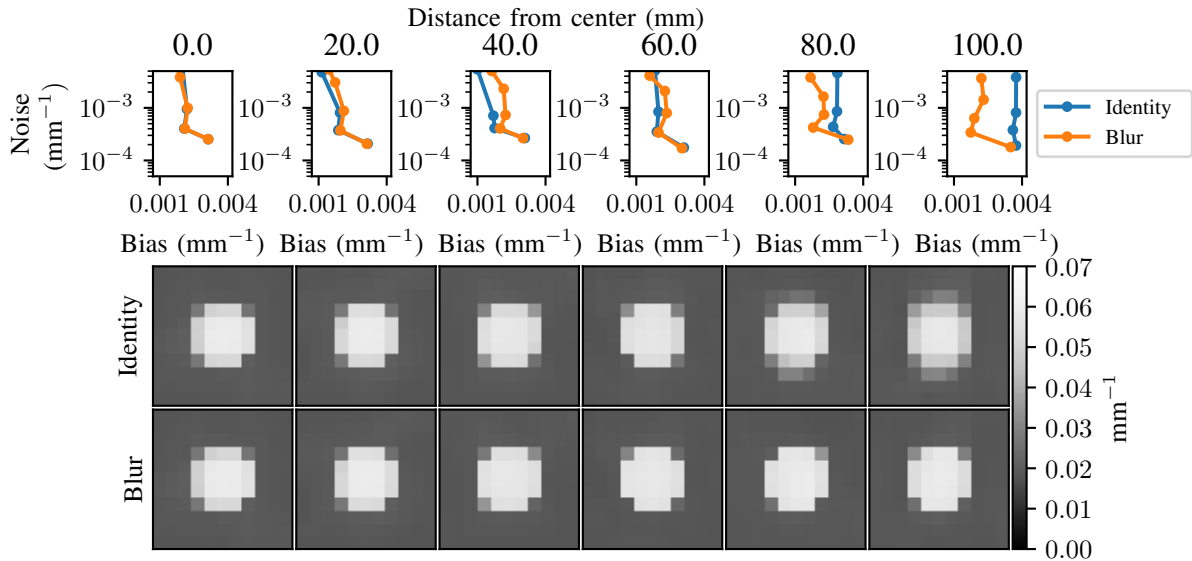 Distance from center (mm)
0.0 20.0 40.0 60.0 80.0 100.0
Noise
(mm⁻¹)
10⁻³ 10⁻³ 10⁻³ 10⁻³ 10⁻³ 10⁻³
10⁻⁴ 10⁻⁴ 10⁻⁴ 10⁻⁴ 10⁻⁴ 10⁻⁴
Identity
Blur
0.001 0.004 0.001 0.004 0.001 0.004 0.001 0.004 0.001 0.004 0.001 0.004
Bias (mm⁻¹) Bias (mm⁻¹) Bias (mm⁻¹) Bias (mm⁻¹) Bias (mm⁻¹) Bias (mm⁻¹)
Identity
Blur
0.07
0.06
0.05
0.04
0.03
0.02
0.01
0.00
mm⁻¹